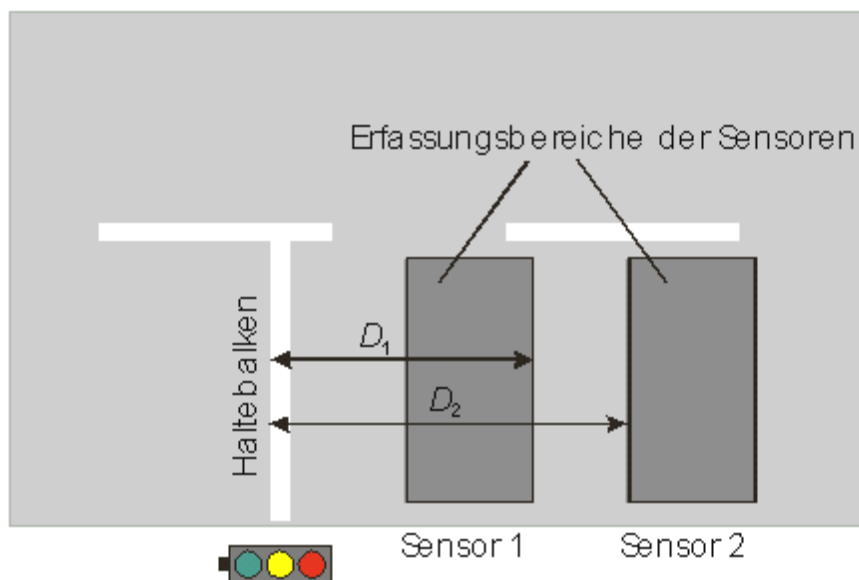 Erfassungsbereiche der Sensoren
Haltebalken
D1
D2
Sensor 1
Sensor 2